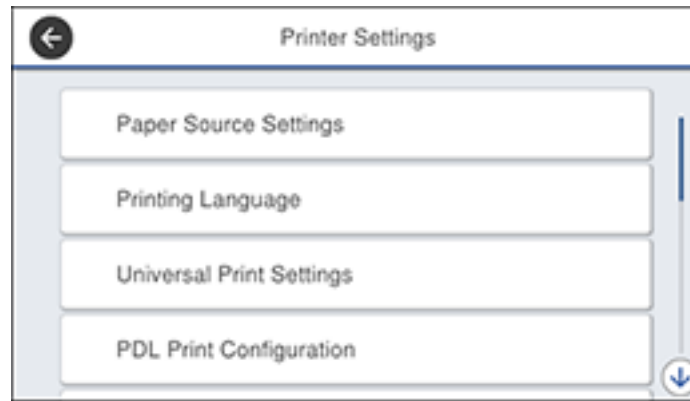 Printer Settings
Paper Source Settings
Printing Language
Universal Print Settings
PDL Print Configuration